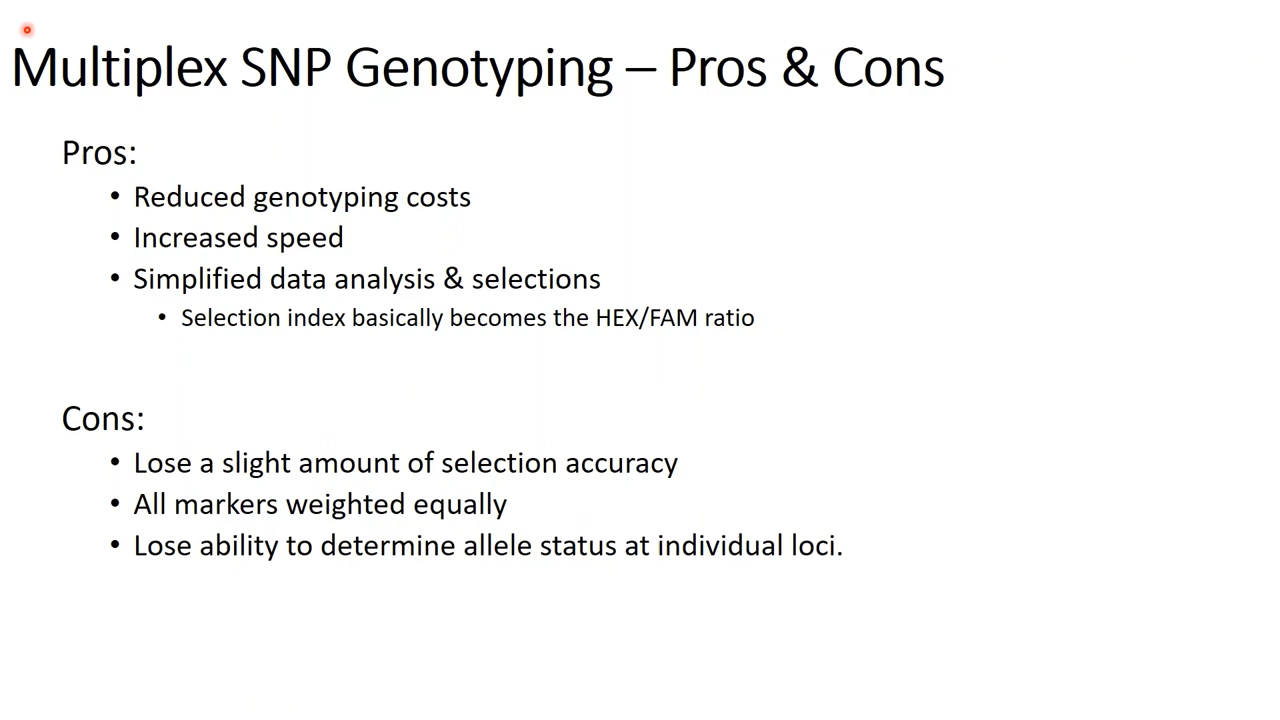 Multiplex SNP Genotyping – Pros & Cons
Pros:
• Reduced genotyping costs
• Increased speed
• Simplified data analysis & selections
• Selection index basically becomes the HEX/FAM ratio
Cons:
• Lose a slight amount of selection accuracy
• All markers weighted equally
• Lose ability to determine allele status at individual loci.